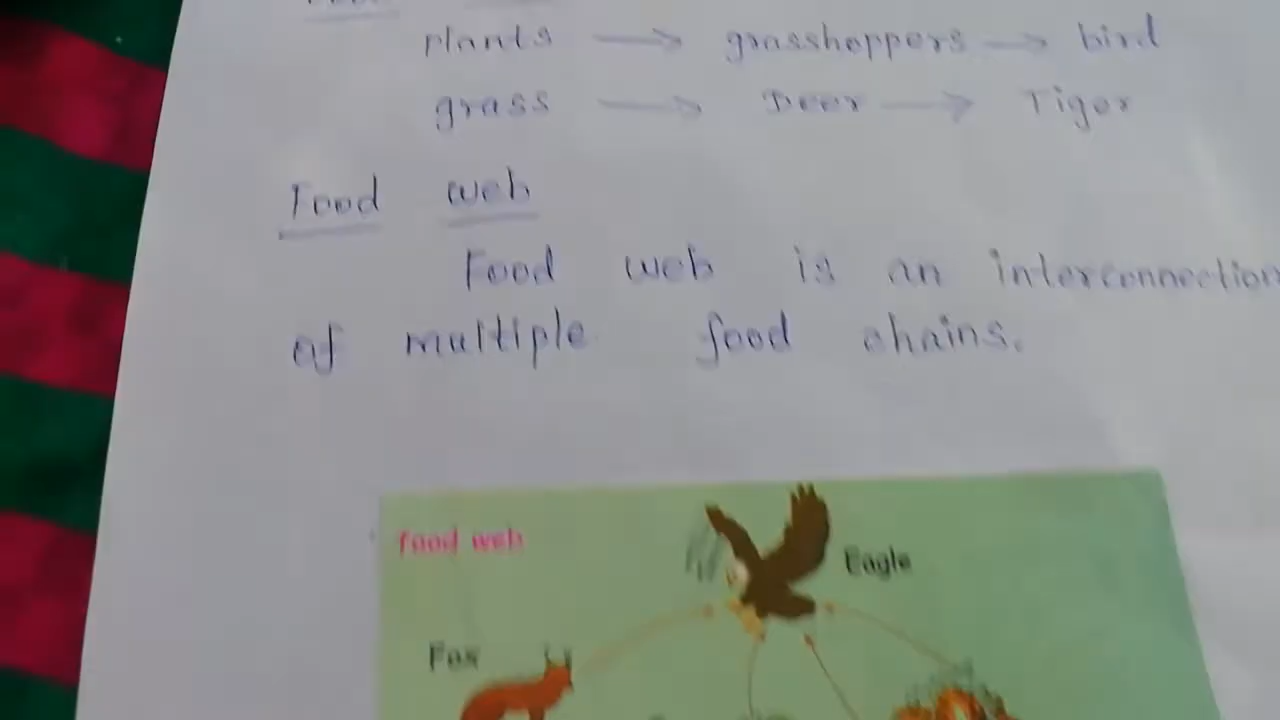 plants → grasshoppers → bird
grass → Deer → Tiger
Food web
Food web is an interconnection
of multiple food chains.
food web
Eagle
Fox